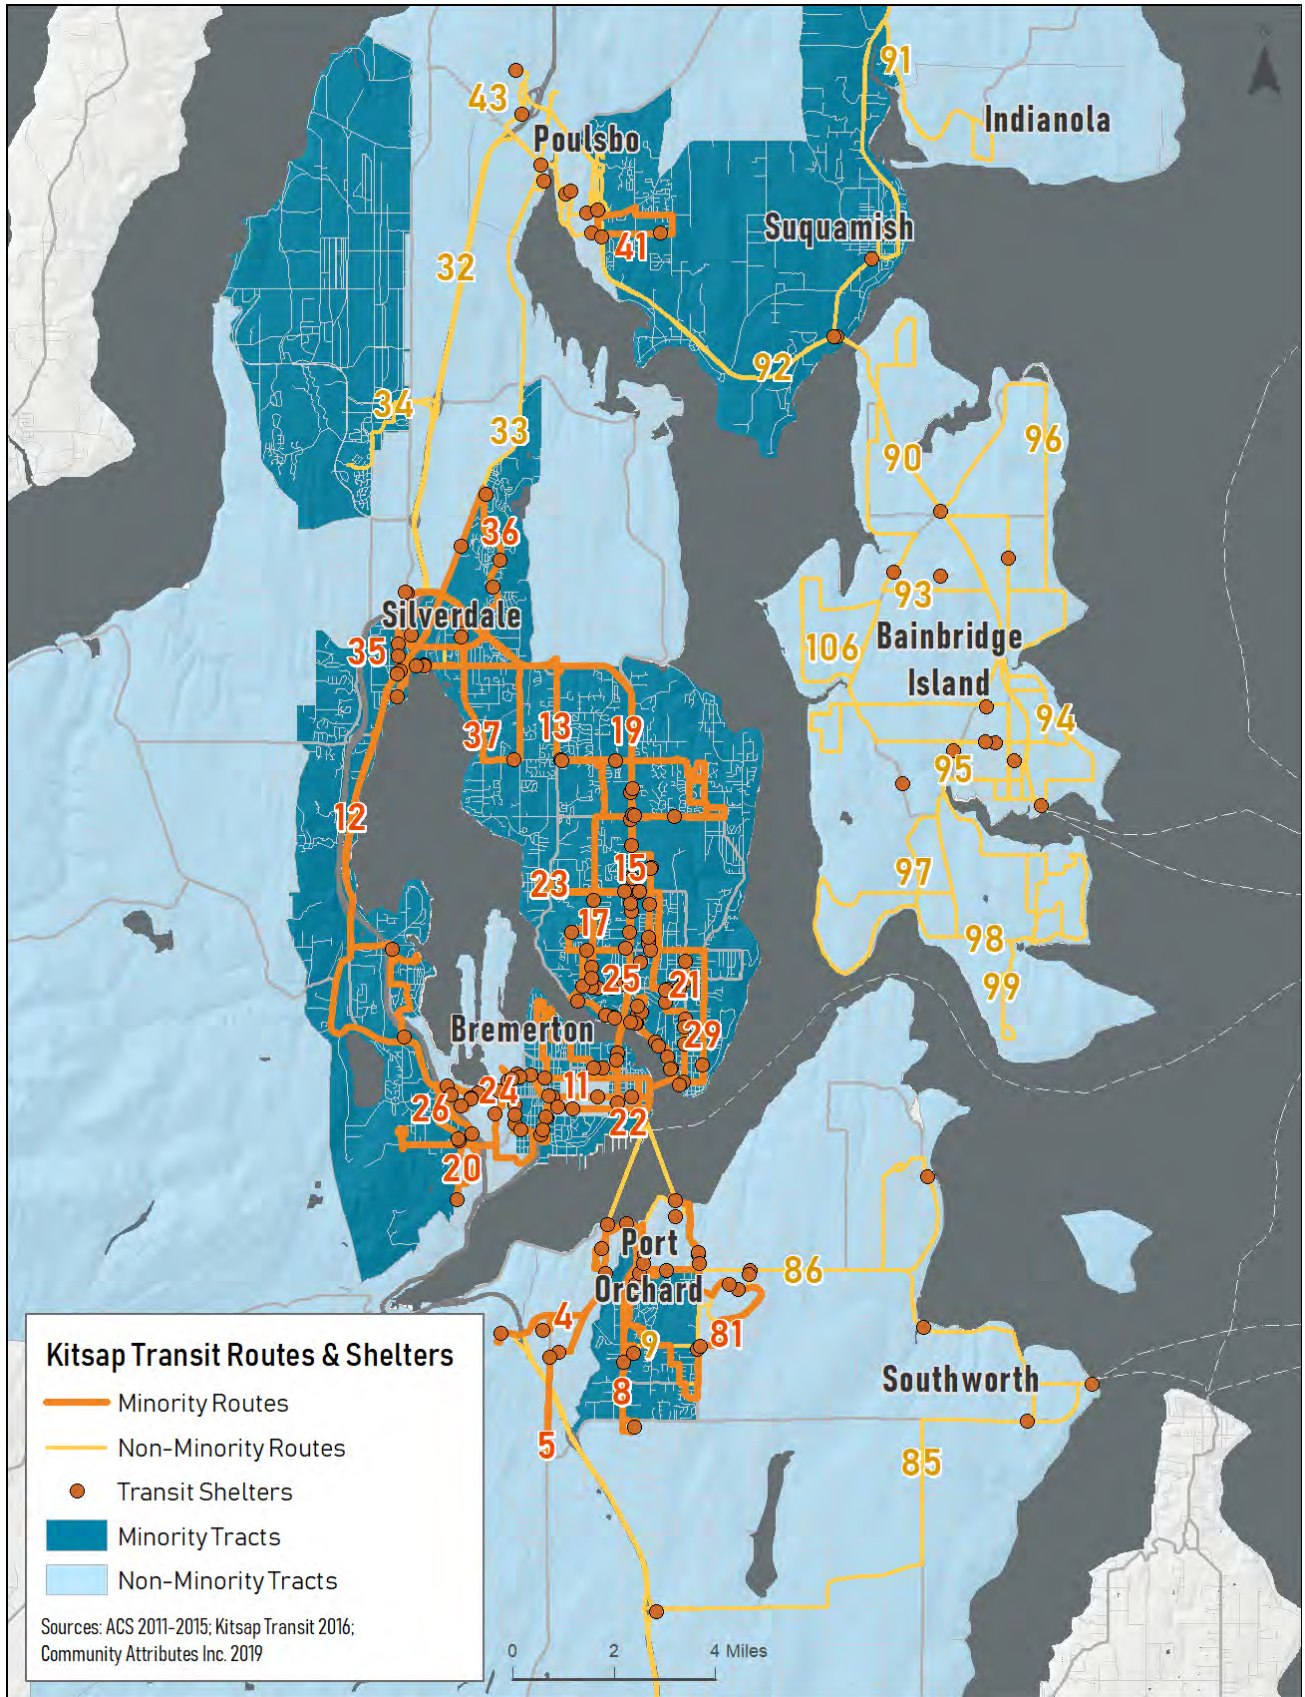 91
43
Indianola
Poulsbo
Suquamish
41
32
92
34
33
96
90
36
93
Silverdale
35
106
Bainbridge
Island
94
37
13
19
95
12
15
23
97
17
98
25
21
99
Bremerton
29
24
11
26
22
20
Port
86
Orchard
4
81
9
Southworth
8
5
85
Kitsap Transit Routes & Shelters
Minority Routes
Non-Minority Routes
Transit Shelters
Minority Tracts
Non-Minority Tracts
Sources: ACS 2011-2015; Kitsap Transit 2016;
Community Attributes Inc. 2019
0 2 4 Miles